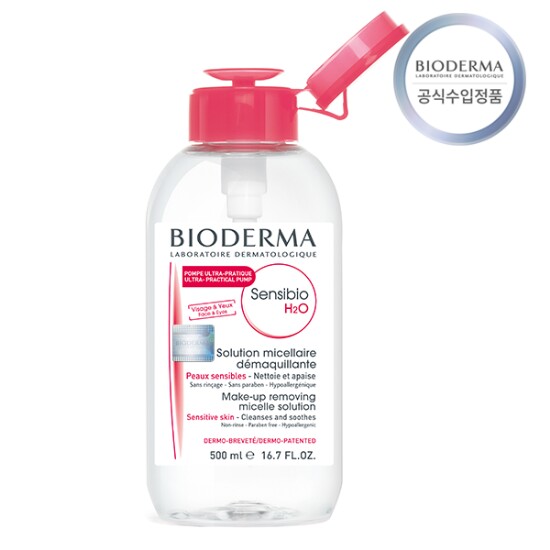 BIODERMA
LABORATOIRE DERMATOLOGIQUE
공식수입정품
BIODERMA
LABORATOIRE DERMATOLOGIQUE
POMPE ULTRA-PRATIQUE
ULTRA-PRACTICAL PUMP
Visage & Yeux
Face & Eyes
Sensibio
H2O
BIODERMA
Solution micellaire
démaquillante
Peaux sensibles - Nettoie et apaise
Sans rinçage - Sans paraben - Hypoallergénique
Make-up removing
micelle solution
Sensitive skin - Cleanses and soothes
Non-rinse - Paraben free - Hypoallergenic
DERMO-BREVETÉ/DERMO-PATENTED
500 ml e 16.7 FL.OZ.